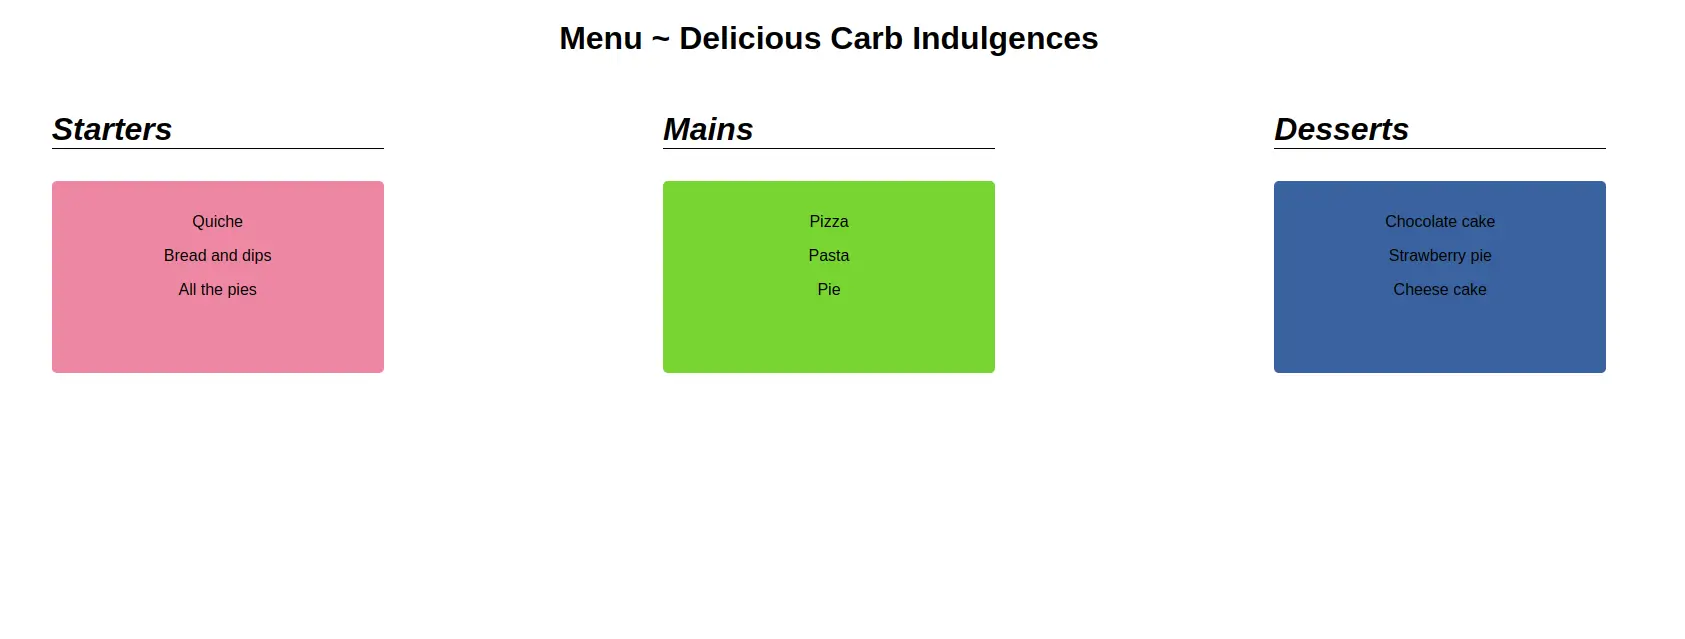 Menu ~ Delicious Carb Indulgences
Starters
Quiche
Bread and dips
All the pies
Mains
Pizza
Pasta
Pie
Desserts
Chocolate cake
Strawberry pie
Cheese cake